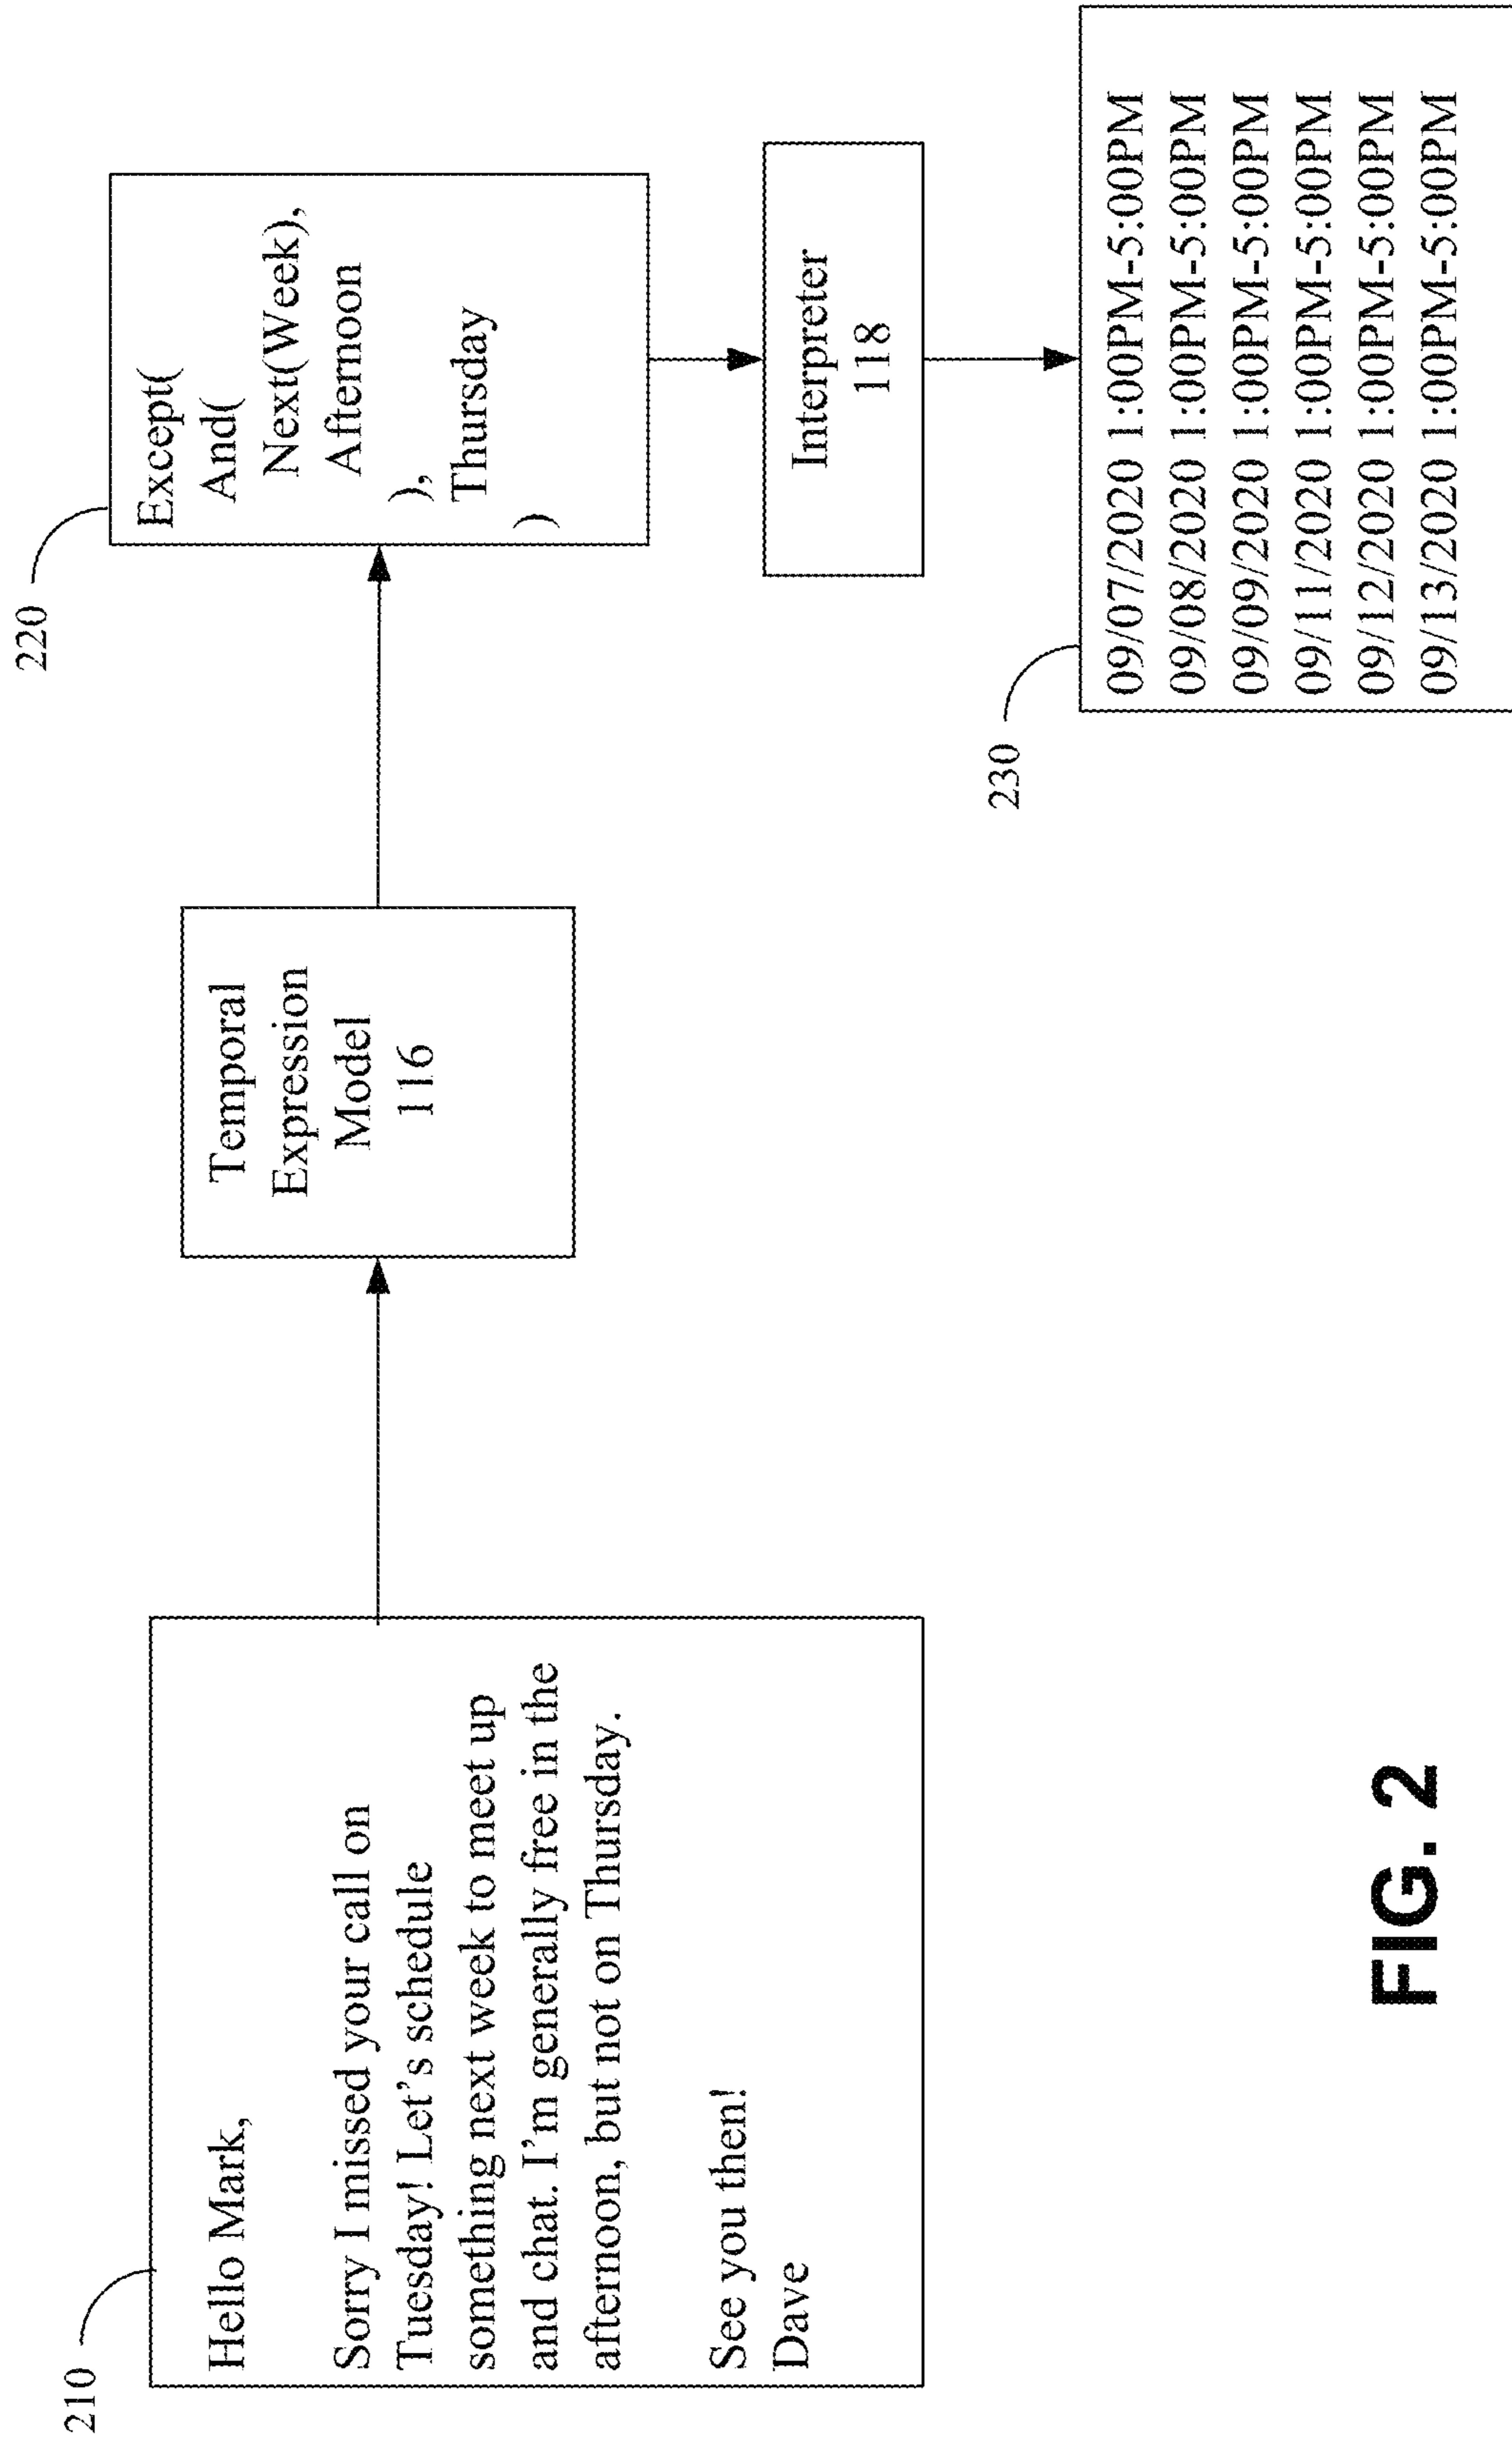 210
Hello Mark,
Sorry I missed your call on
Tuesday! Let's schedule
something next week to meet up
and chat. I'm generally free in the
afternoon, but not on Thursday.
See you then!
Dave
Temporal
Expression
Model
116
220
Except(
And(
Next(Week),
Afternoon
),
Thursday
)
Interpreter
118
230
09/07/2020 1:00PM-5:00PM
09/08/2020 1:00PM-5:00PM
09/09/2020 1:00PM-5:00PM
09/11/2020 1:00PM-5:00PM
09/12/2020 1:00PM-5:00PM
09/13/2020 1:00PM-5:00PM
FIG. 2